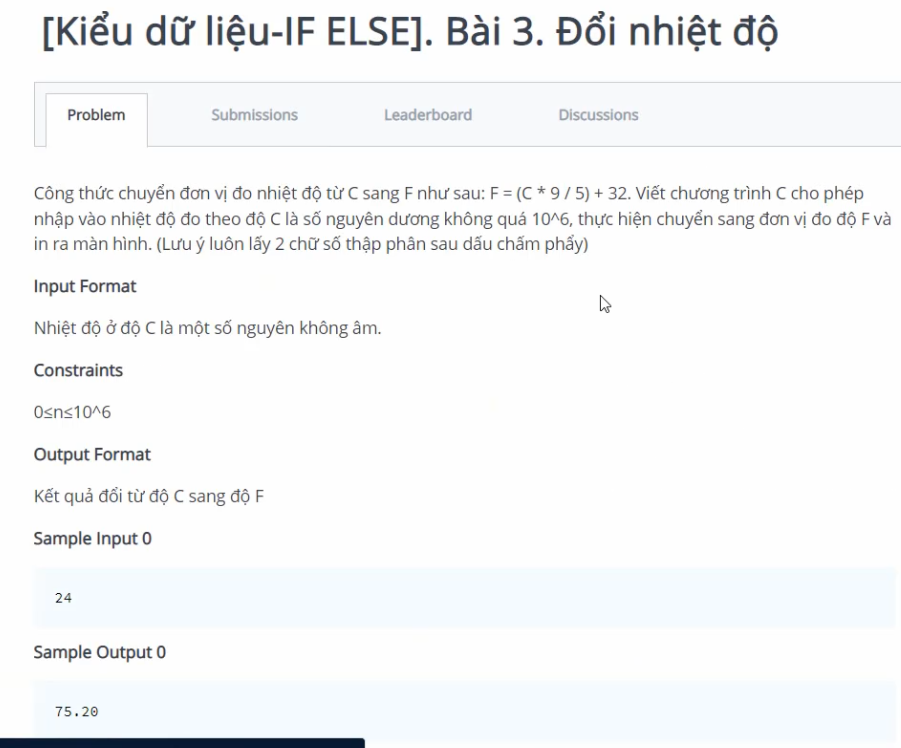 [Kiểu dữ liệu-IF ELSE]. Bài 3. Đổi nhiệt độ
Problem Submissions Leaderboard Discussions
Công thức chuyển đơn vị đo nhiệt độ từ C sang F như sau: F = (C * 9 / 5) + 32. Viết chương trình C cho phép
nhập vào nhiệt độ đo theo độ C là số nguyên dương không quá 10^6, thực hiện chuyển sang đơn vị đo độ F và
in ra màn hình. (Lưu ý luôn lấy 2 chữ số thập phân sau dấu chấm phẩy)
Input Format
Nhiệt độ ở độ C là một số nguyên không âm.
Constraints
0≤n≤10^6
Output Format
Kết quả đổi từ độ C sang độ F
Sample Input 0
24
Sample Output 0
75.20